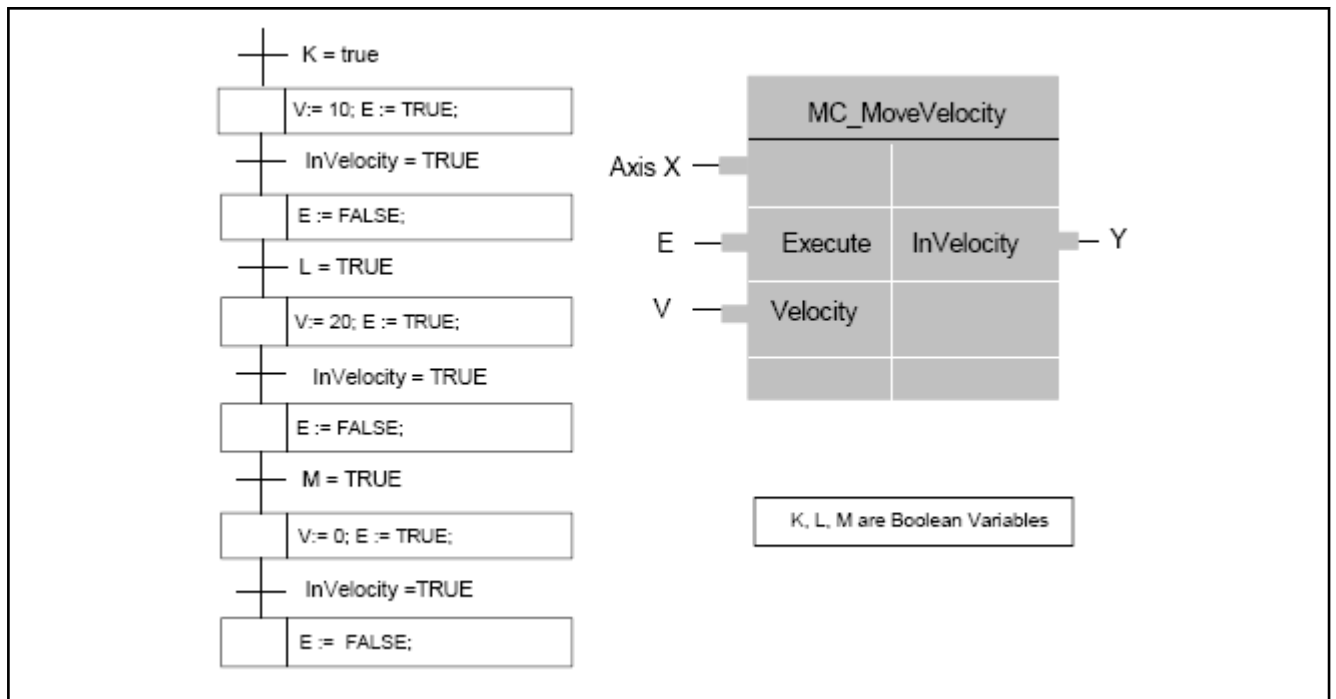 K = true
V:= 10; E := TRUE;
InVelocity = TRUE
E := FALSE;
L = TRUE
V:= 20; E := TRUE;
InVelocity = TRUE
E := FALSE;
M = TRUE
V:= 0; E := TRUE;
InVelocity =TRUE
E := FALSE;
MC_MoveVelocity
Axis X
E Execute InVelocity Y
V Velocity
K, L, M are Boolean Variables